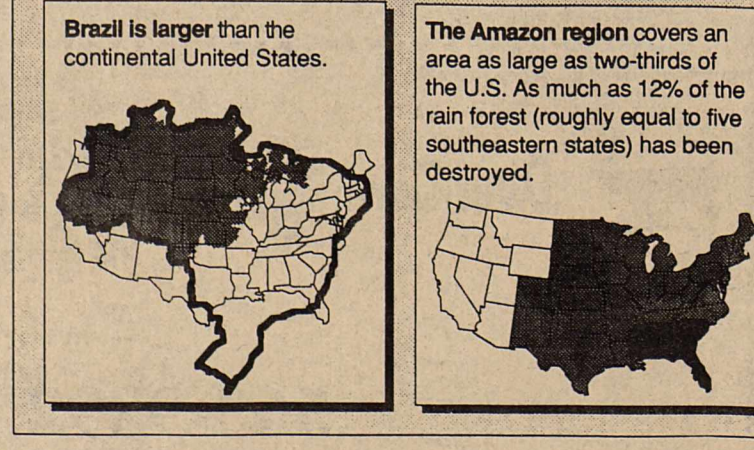 Brazil is larger than the
continental United States.
The Amazon region covers an
area as large as two-thirds of
the U.S. As much as 12% of the
rain forest (roughly equal to five
southeastern states) has been
destroyed.